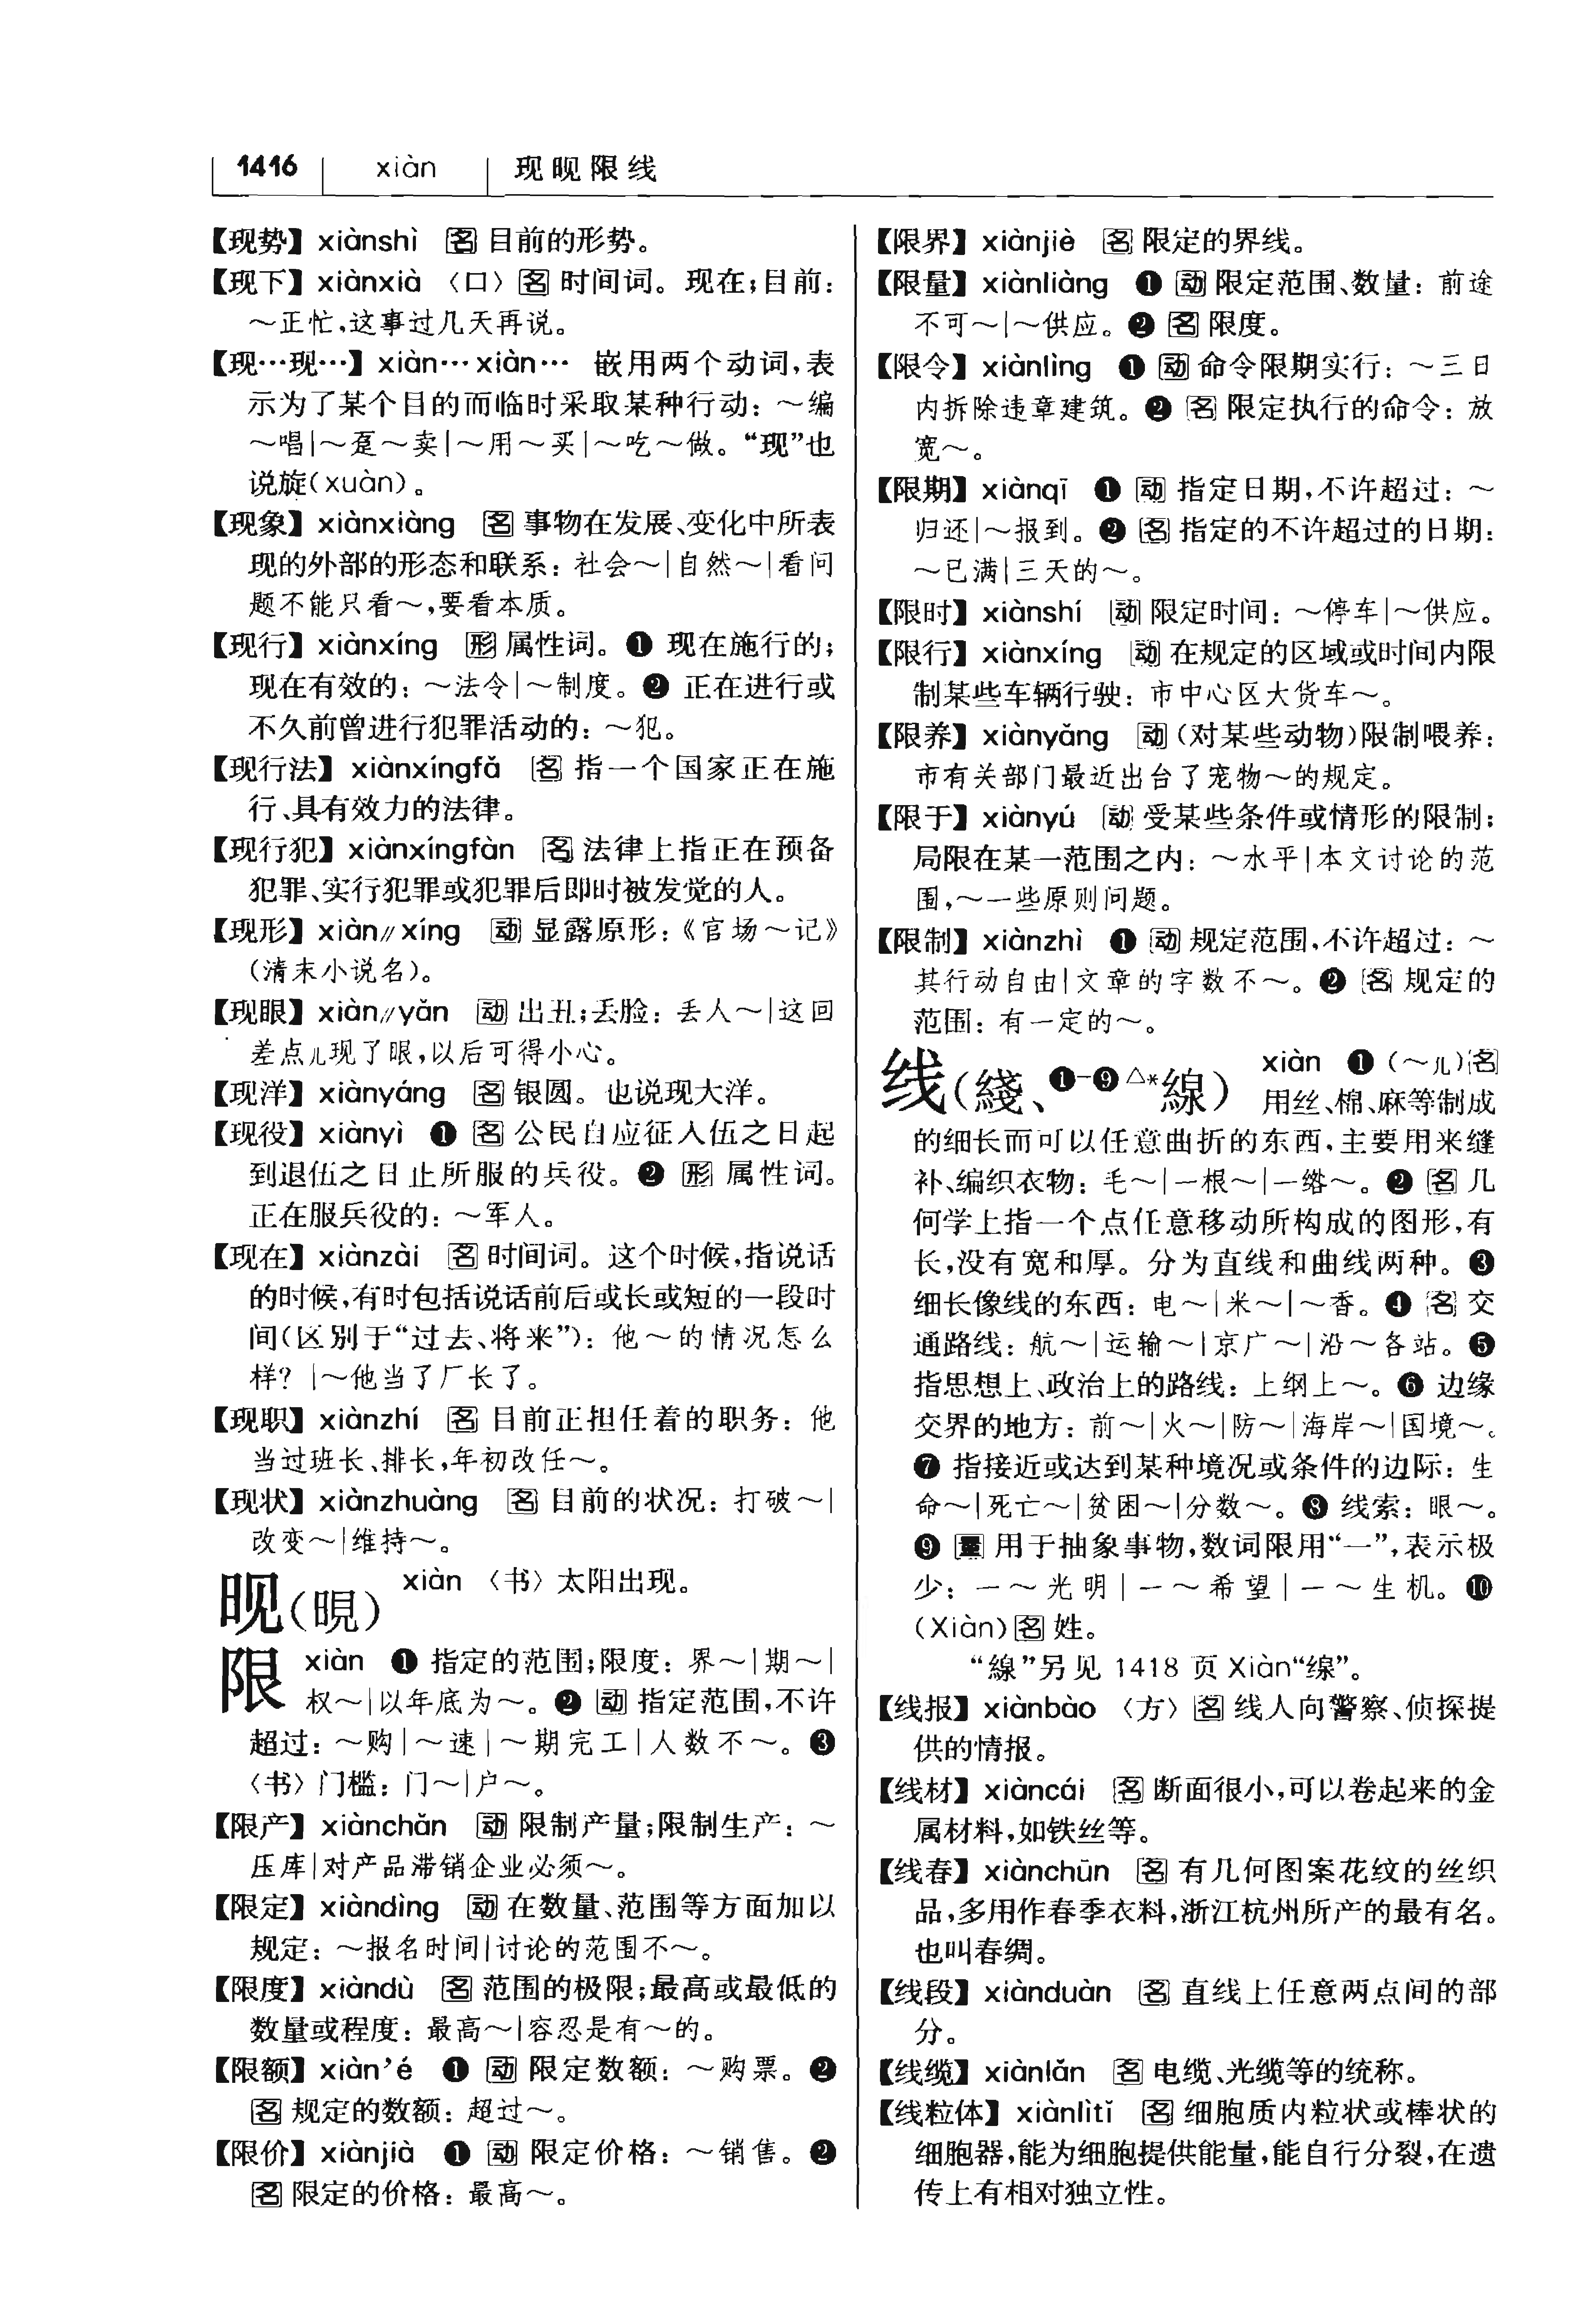 1416 xiàn 现晛限线
【现势】xiànshì 名 目前的形势。
【现下】xiànxià 〈口〉名 时间词。现在;目前:
～正忙,这事过几天再说。
【现…现…】xiàn…xiàn… 嵌用两个动词,表
示为了某个目的而临时采取某种行动:～编
～唱|～趸～卖|～用～买|～吃～做。“现”也
说旋(xuàn)。
【现象】xiànxiàng 名 事物在发展、变化中所表
现的外部的形态和联系:社会～|自然～|看问
题不能只看～,要看本质。
【现行】xiànxíng 形 属性词。❶ 现在施行的;
现在有效的:～法令|～制度。❷ 正在进行或
不久前曾进行犯罪活动的:～犯。
【现行法】xiànxíngfǎ 名 指一个国家正在施
行、具有效力的法律。
【现行犯】xiànxíngfàn 名 法律上指正在预备
犯罪、实行犯罪或犯罪后即时被发觉的人。
【现形】xiàn∥xíng 动 显露原形:《官场～记》
(清末小说名)。
【现眼】xiàn∥yǎn 动 出丑;丢脸:丢人～|这回
差点儿现了眼,以后可得小心。
【现洋】xiànyáng 名 银圆。也说现大洋。
【现役】xiànyì ❶ 名 公民自应征入伍之日起
到退伍之日止所服的兵役。❷ 形 属性词。
正在服兵役的:～军人。
【现在】xiànzài 名 时间词。这个时候,指说话
的时候,有时包括说话前后或长或短的一段时
间(区别于“过去、将来”):他～的情况怎么
样?|～他当了厂长了。
【现职】xiànzhí 名 目前正担任着的职务:他
当过班长、排长,年初改任～。
【现状】xiànzhuàng 名 目前的状况:打破～|
改变～|维持～。
晛(晛) xiàn 〈书〉太阳出现。
限 xiàn ❶ 指定的范围;限度:界～|期～|
权～|以年底为～。❷ 动 指定范围,不许
超过:～购|～速|～期完工|人数不～。❸
〈书〉门槛:门～|户～。
【限产】xiànchǎn 动 限制产量;限制生产:～
压库|对产品滞销企业必须～。
【限定】xiàndìng 动 在数量、范围等方面加以
规定:～报名时间|讨论的范围不～。
【限度】xiàndù 名 范围的极限;最高或最低的
数量或程度:最高～|容忍是有～的。
【限额】xiàn’é ❶ 动 限定数额:～购票。❷
名 规定的数额:超过～。
【限价】xiànjià ❶ 动 限定价格:～销售。❷
名 限定的价格:最高～。
【限界】xiànjiè 名 限定的界线。
【限量】xiànliàng ❶ 动 限定范围、数量:前途
不可～|～供应。❷ 名 限度。
【限令】xiànlìng ❶ 动 命令限期实行:～三日
内拆除违章建筑。❷ 名 限定执行的命令:放
宽～。
【限期】xiànqī ❶ 动 指定日期,不许超过:～
归还|～报到。❷ 名 指定的不许超过的日期:
～已满|三天的～。
【限时】xiànshí 动 限定时间:～停车|～供应。
【限行】xiànxíng 动 在规定的区域或时间内限
制某些车辆行驶:市中心区大货车～。
【限养】xiànyǎng 动 (对某些动物)限制喂养:
市有关部门最近出台了宠物～的规定。
【限于】xiànyú 动 受某些条件或情形的限制;
局限在某一范围之内:～水平|本文讨论的范
围,～一些原则问题。
【限制】xiànzhì ❶ 动 规定范围,不许超过:～
其行动自由|文章的字数不～。❷ 名 规定的
范围:有一定的～。
线(綫、❶-❾△*線) xiàn ❶ (～儿)名
用丝、棉、麻等制成
的细长而可以任意曲折的东西,主要用来缝
补、编织衣物:毛～|一根～|一绺～。❷ 名 几
何学上指一个点任意移动所构成的图形,有
长,没有宽和厚。分为直线和曲线两种。❸
细长像线的东西:电～|米～|～香。❹ 名 交
通路线:航～|运输～|京广～|沿～各站。❺
指思想上、政治上的路线:上纲上～。❻ 边缘
交界的地方:前～|火～|防～|海岸～|国境～。
❼ 指接近或达到某种境况或条件的边际:生
命～|死亡～|贫困～|分数～。❽ 线索:眼～。
❾ 量 用于抽象事物,数词限用“一”,表示极
少:一～光明|一～希望|一～生机。❿
(Xiàn)名 姓。
“線”另见 1418 页 Xiàn“缐”。
【线报】xiànbào 〈方〉名 线人向警察、侦探提
供的情报。
【线材】xiàncái 名 断面很小,可以卷起来的金
属材料,如铁丝等。
【线春】xiànchūn 名 有几何图案花纹的丝织
品,多用作春季衣料,浙江杭州所产的最有名。
也叫春绸。
【线段】xiànduàn 名 直线上任意两点间的部
分。
【线缆】xiànlǎn 名 电缆、光缆等的统称。
【线粒体】xiànlìtǐ 名 细胞质内粒状或棒状的
细胞器,能为细胞提供能量,能自行分裂,在遗
传上有相对独立性。